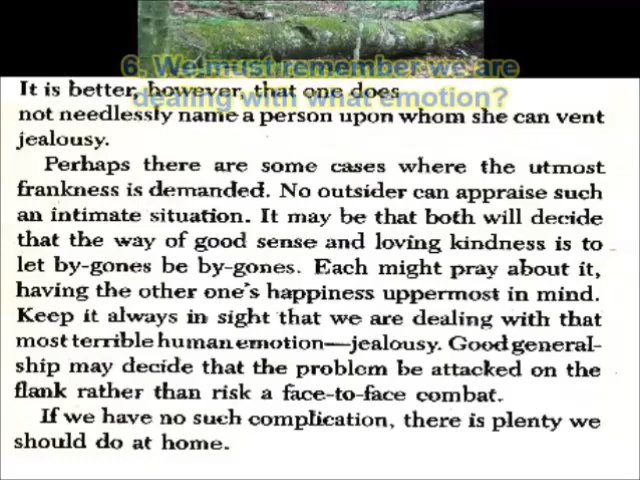 6. We must remember we are
dealing with what emotion?
It is better, however, that one does
not needlessly name a person upon whom she can vent
jealousy.
Perhaps there are some cases where the utmost
frankness is demanded. No outsider can appraise such
an intimate situation. It may be that both will decide
that the way of good sense and loving kindness is to
let by-gones be by-gones. Each might pray about it,
having the other one's happiness uppermost in mind.
Keep it always in sight that we are dealing with that
most terrible human emotion—jealousy. Good general-
ship may decide that the problem be attacked on the
flank rather than risk a face-to-face combat.
If we have no such complication, there is plenty we
should do at home.